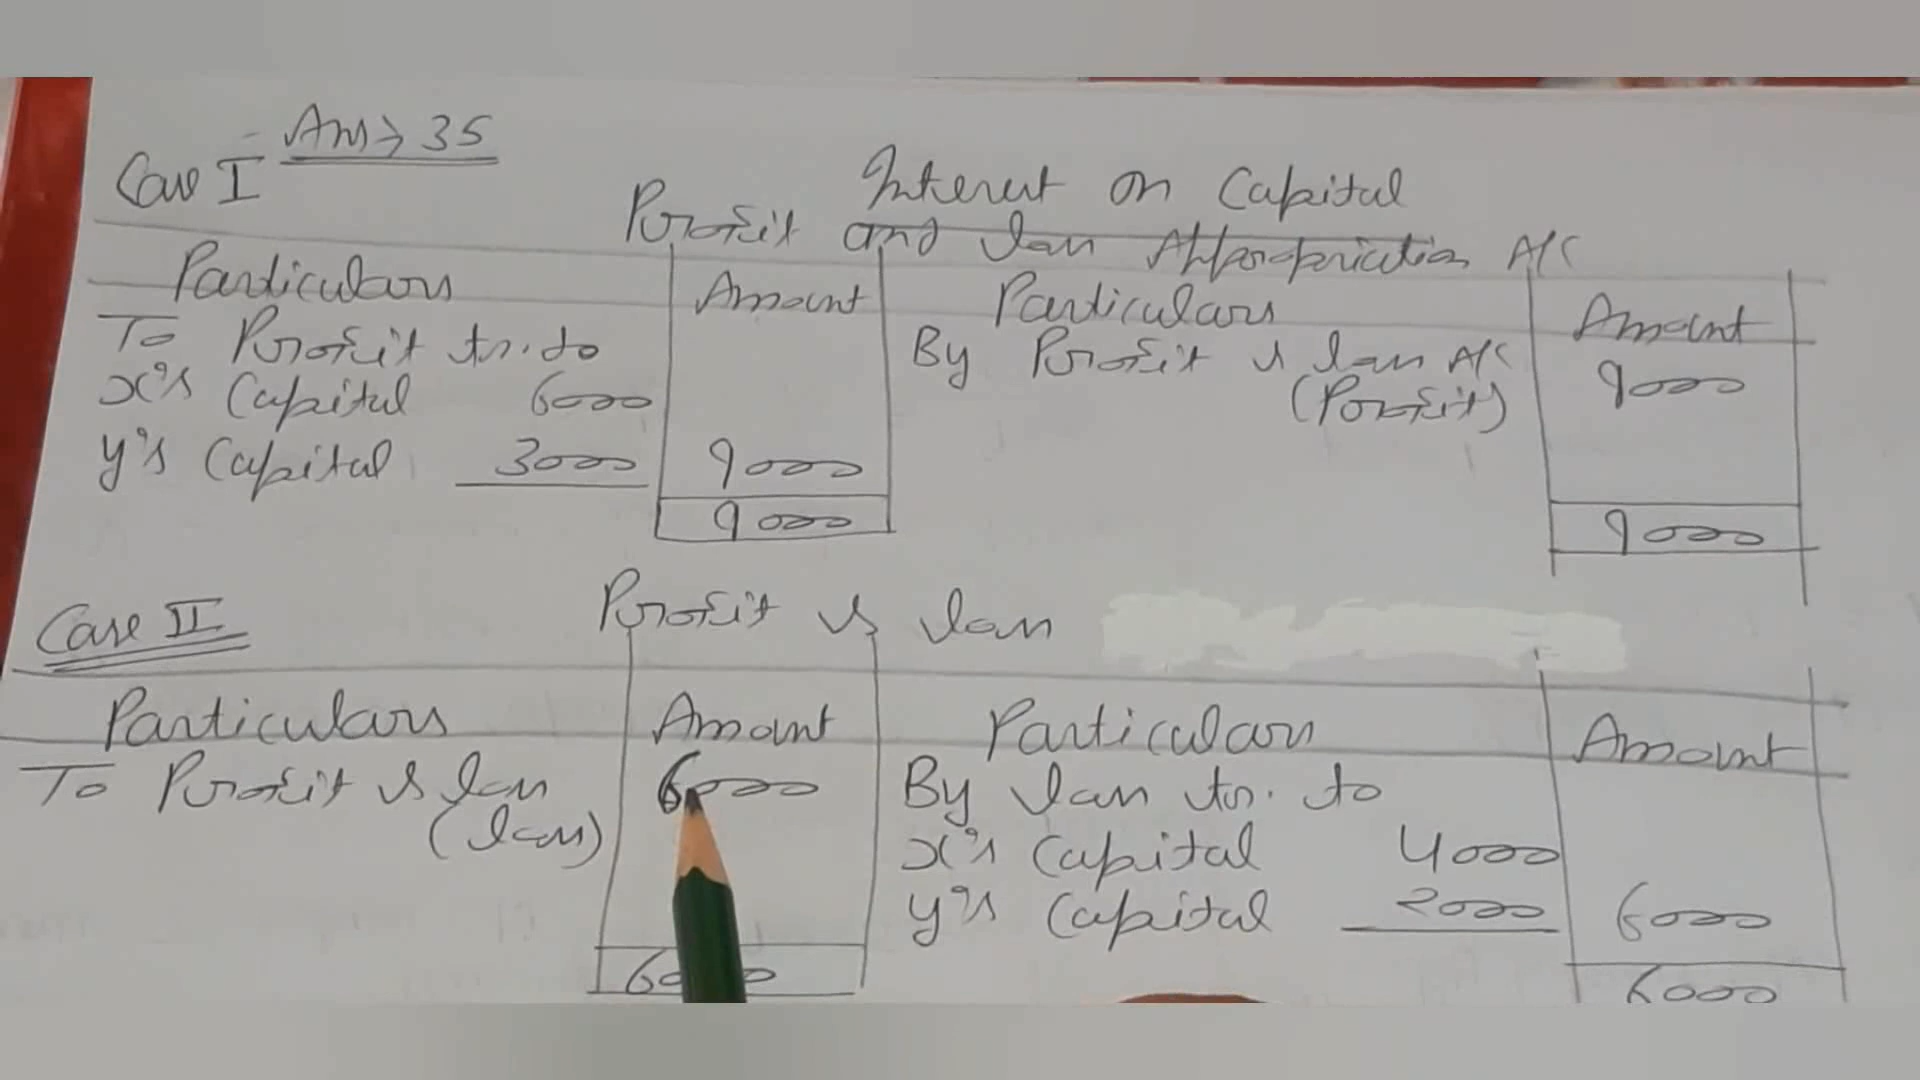 Ans → 35
Case I
Interest on Capital
Profit and loss Appropriation A/C
Particulars Amount Particulars Amount
To Profit tr. to By Profit & loss A/C 9000
x's Capital 6000 (Profit)
y's Capital 3000 9000
9000 9000
Case II Profit & loss
Particulars Amount Particulars Amount
To Profit & loss 6000 By loss tr. to
(loss) x's Capital 4000
y's Capital 2000 6000
6000 6000